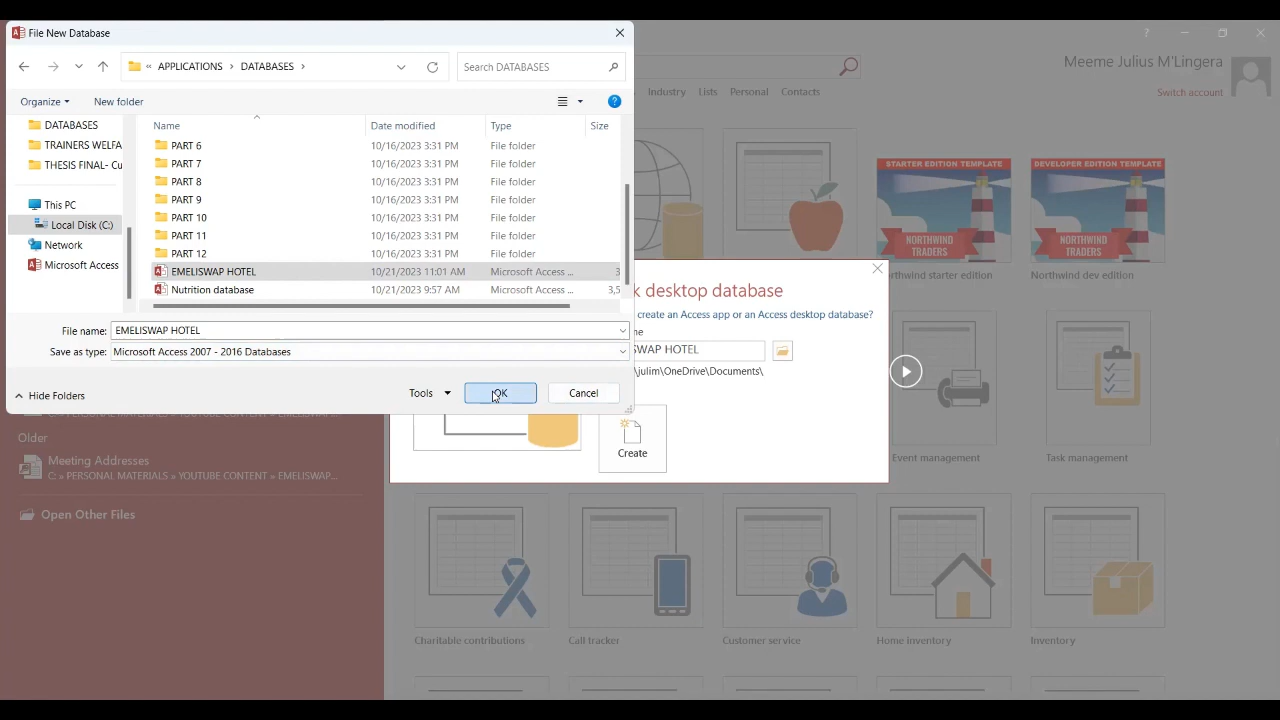 File New Database
« APPLICATIONS › DATABASES ›
Search DATABASES
Organize
New folder
DATABASES
TRAINERS WELFA
THESIS FINAL- Cu
This PC
Local Disk (C:)
Network
Microsoft Access
Name Date modified Type Size
PART 6 10/16/2023 3:31 PM File folder
PART 7 10/16/2023 3:31 PM File folder
PART 8 10/16/2023 3:31 PM File folder
PART 9 10/16/2023 3:31 PM File folder
PART 10 10/16/2023 3:31 PM File folder
PART 11 10/16/2023 3:31 PM File folder
PART 12 10/16/2023 3:31 PM File folder
EMELISWAP HOTEL 10/21/2023 11:01 AM Microsoft Access ... 3
Nutrition database 10/21/2023 9:57 AM Microsoft Access ... 3,5
File name: EMELISWAP HOTEL
Save as type: Microsoft Access 2007 - 2016 Databases
Hide Folders
Tools
OK
Cancel
Meeme Julius M'Lingera
Switch account
Industry Lists Personal Contacts
STARTER EDITION TEMPLATE
NORTHWIND TRADERS
rthwind starter edition
DEVELOPER EDITION TEMPLATE
NORTHWIND TRADERS
Northwind dev edition
k desktop database
create an Access app or an Access desktop database?
me
SWAP HOTEL
\julim\OneDrive\Documents\
Create
Older
Meeting Addresses
C: » PERSONAL MATERIALS » YOUTUBE CONTENT » EMELISWAP...
Open Other Files
Event management
Task management
Charitable contributions
Call tracker
Customer service
Home inventory
Inventory